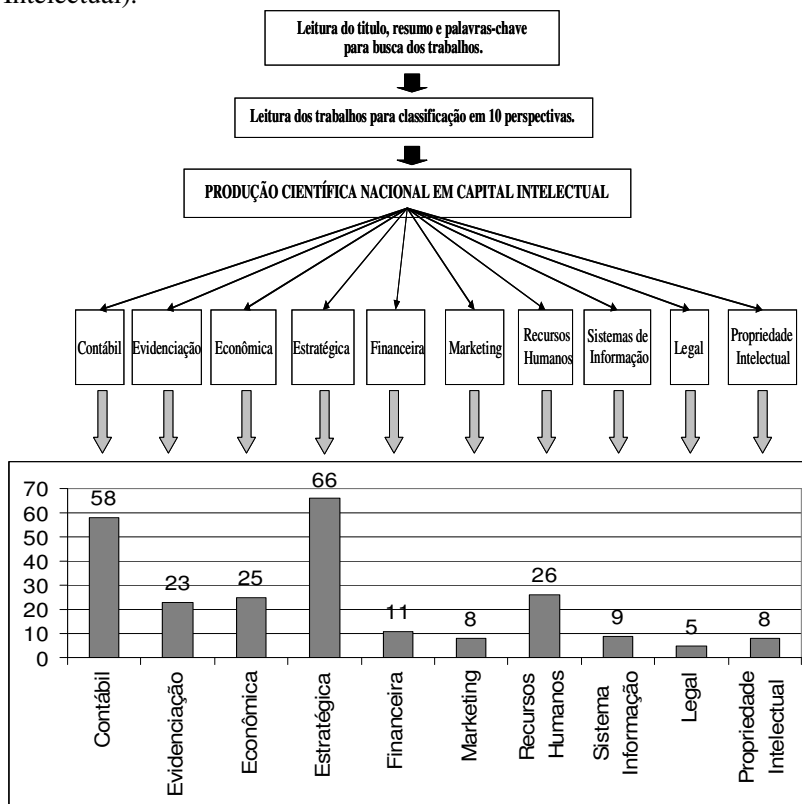 Intelectual).
Leitura do titulo, resumo e palavras-chave
para busca dos trabalhos.
Leitura dos trabalhos para classificação em 10 perspectivas.
PRODUÇÃO CIENTÍFICA NACIONAL EM CAPITAL INTELECTUAL
Contábil
Evidenciação
Econômica
Estratégica
Financeira
Marketing
Recursos
Humanos
Sistemas de
Informação
Legal
Propriedade
Intelectual
70
60
50
40
30
20
10
0
58
23
25
66
11
8
26
9
5
8
Contábil
Evidenciação
Econômica
Estratégica
Financeira
Marketing
Recursos
Humanos
Sistema
Informação
Legal
Propriedade
Intelectual